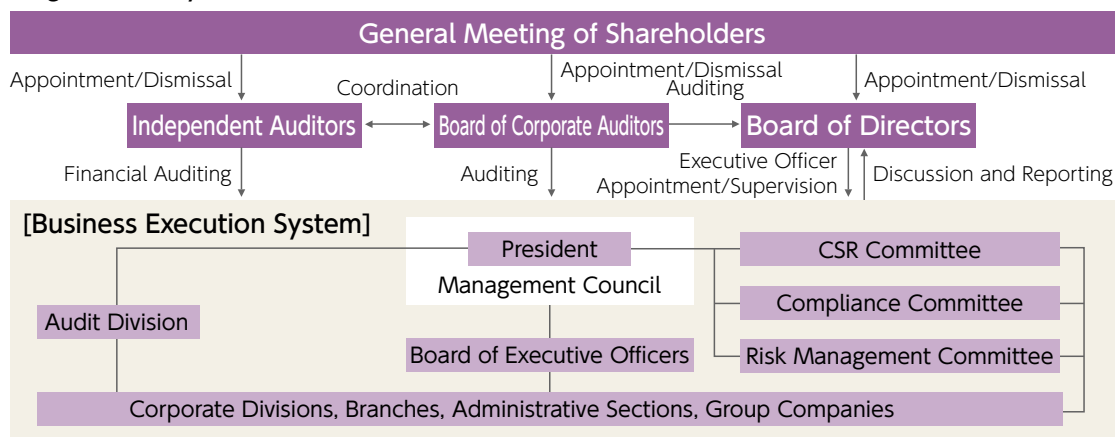 General Meeting of Shareholders
Appointment/Dismissal
Coordination
Appointment/Dismissal
Auditing
Appointment/Dismissal
Independent Auditors
Board of Corporate Auditors
Board of Directors
Financial Auditing
Auditing
Executive Officer
Appointment/Supervision
Discussion and Reporting
[Business Execution System]
President
Management Council
CSR Committee
Audit Division
Compliance Committee
Board of Executive Officers
Risk Management Committee
Corporate Divisions, Branches, Administrative Sections, Group Companies